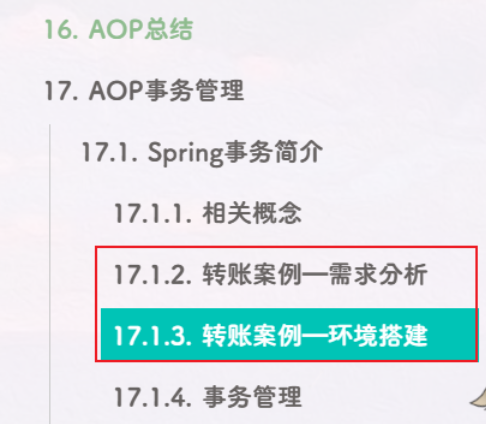 16. AOP总结
17. AOP事务管理
17.1. Spring事务简介
17.1.1. 相关概念
17.1.2. 转账案例—需求分析
17.1.3. 转账案例—环境搭建
17.1.4. 事务管理